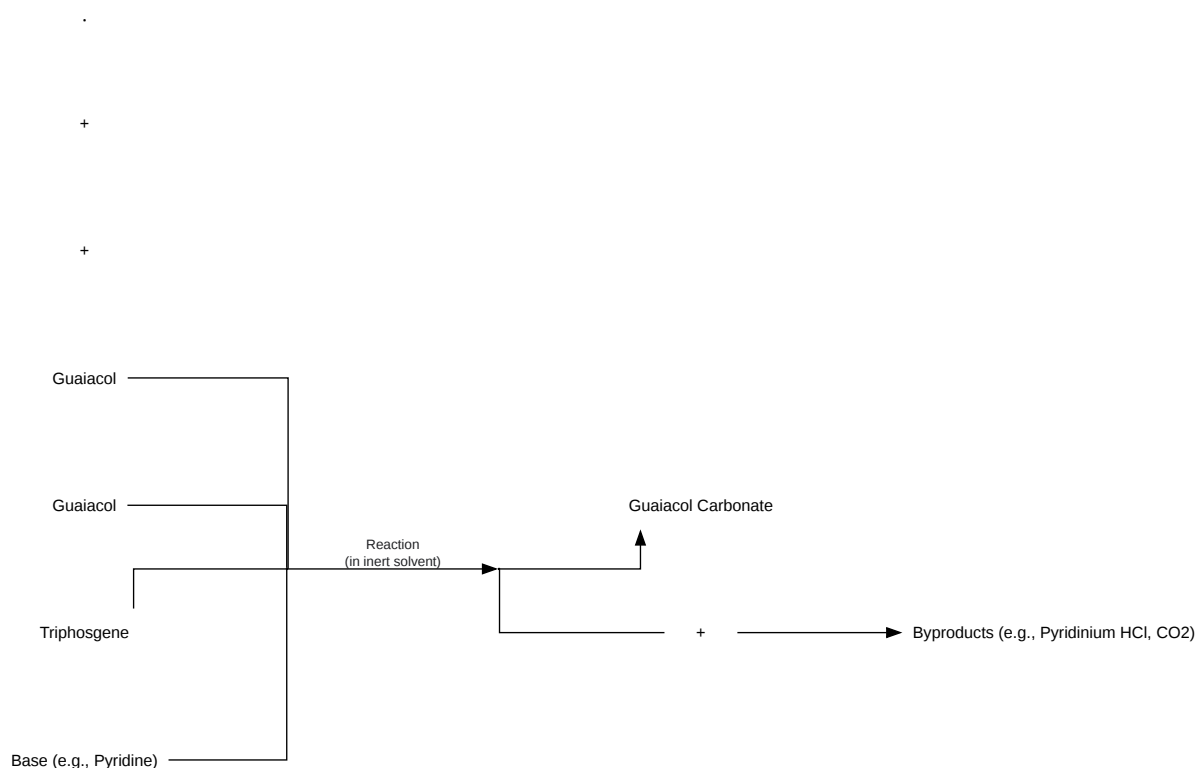 .
+
+
Guaiacol
Guaiacol
Guaiacol Carbonate
Reaction
(in inert solvent)
Triphosgene
+
Byproducts (e.g., Pyridinium HCl, CO2)
Base (e.g., Pyridine)